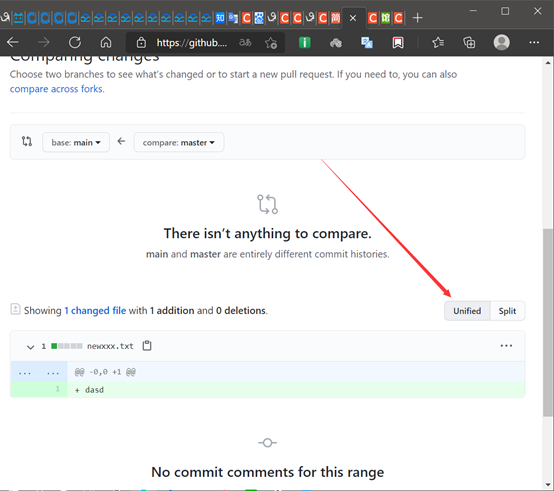 https://github....
Comparing changes
Choose two branches to see what's changed or to start a new pull request. If you need to, you can also
compare across forks.
base: main compare: master
There isn't anything to compare.
main and master are entirely different commit histories.
Showing 1 changed file with 1 addition and 0 deletions. Unified Split
1 newxxx.txt ...
... ... @@ -0,0 +1 @@
1 + dasd
No commit comments for this range